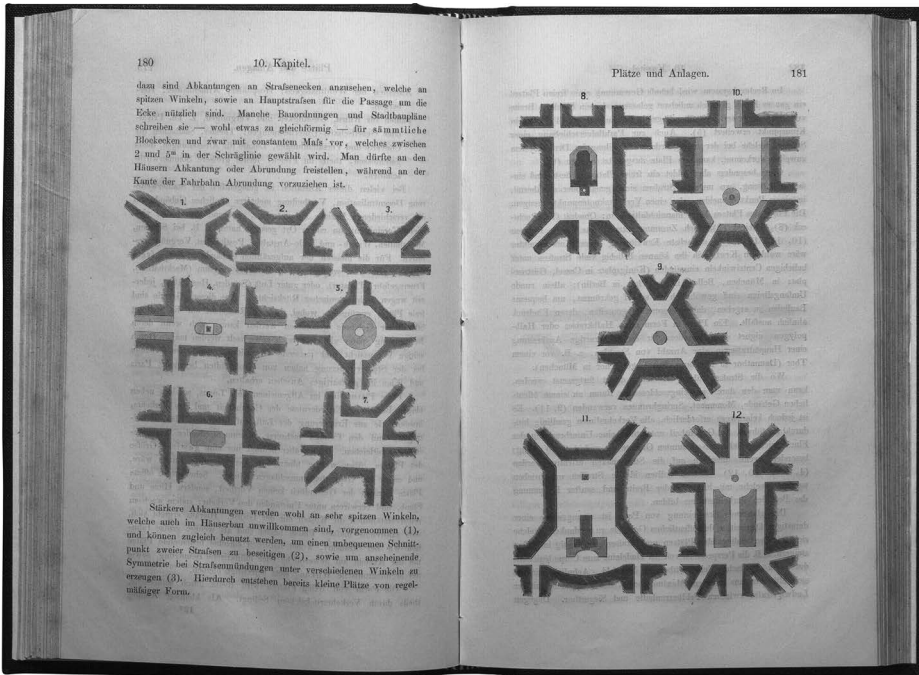 180
10. Kapitel.
dazu sind Abkantungen an Straſsenecken anzusehen, welche an
spitzen Winkeln, sowie an Hauptstraſsen für die Passage um die
Ecke nützlich sind. Manche Bauordnungen und Stadtbaupläne
schreiben sie — wohl etwas zu gleichförmig — für sämmtliche
Blockecken und zwar mit constantem Maſs vor, welches zwischen
2 und 5ᵐ in der Schräglinie gewählt wird. Man dürfte an den
Häusern Abkantung oder Abrundung freistellen, während an der
Kante der Fahrbahn Abrundung vorzuziehen ist.
1.
2.
3.
4.
5.
6.
7.
Stärkere Abkantungen werden wohl an sehr spitzen Winkeln,
welche auch im Häuserbau unwillkommen sind, vorgenommen (1),
und können zugleich benutzt werden, um einen unbequemen Schnitt-
punkt zweier Straſsen zu beseitigen (2), sowie um anscheinende
Symmetrie bei Straſsenmündungen unter verschiedenen Winkeln zu
erzeugen (3). Hierdurch entstehen bereits kleine Plätze von regel-
mäſsiger Form.
Plätze und Anlagen.
181
8.
10.
9.
11.
12.